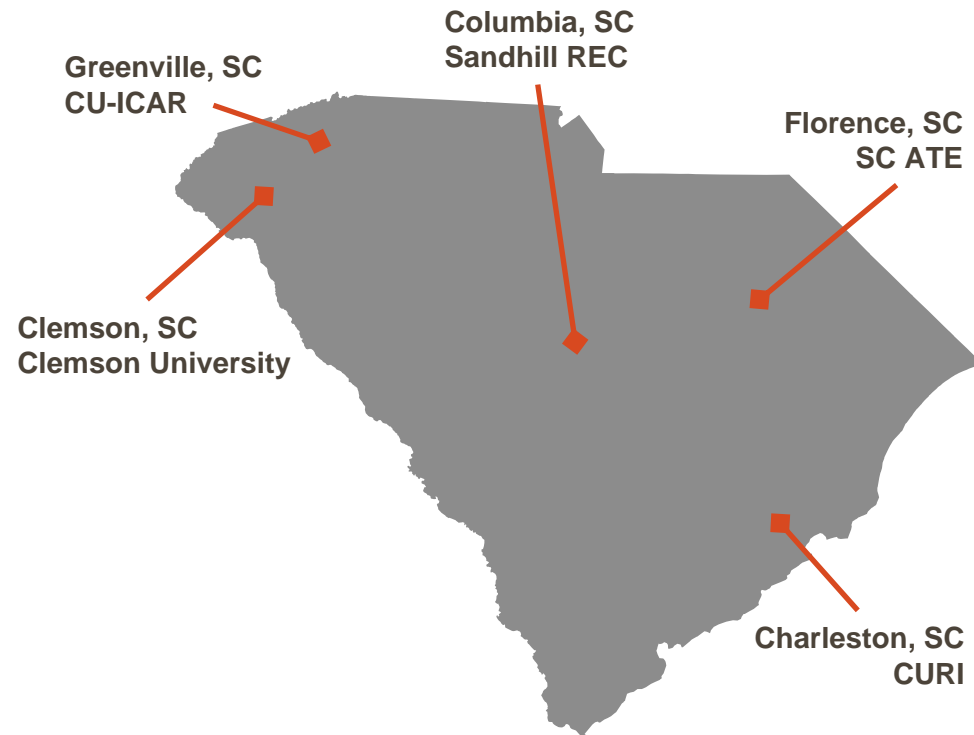 Columbia, SC
Sandhill REC
Greenville, SC
CU-ICAR
Florence, SC
SC ATE
Clemson, SC
Clemson University
Charleston, SC
CURI